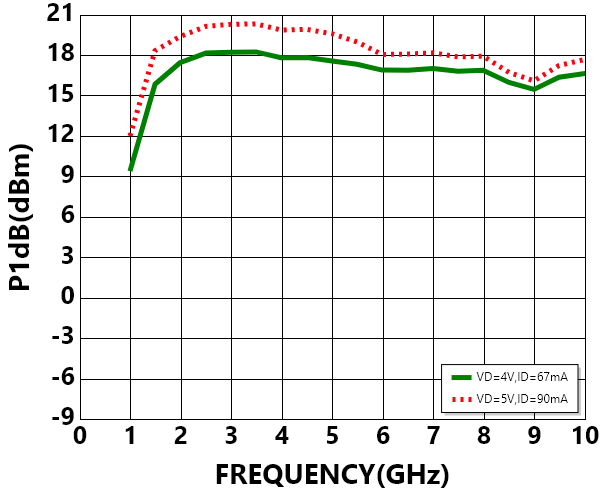 21
18
15
12
9
6
3
0
-3
-6
-9
P1dB(dBm)
0 1 2 3 4 5 6 7 8 9 10
FREQUENCY(GHz)
VD=4V,ID=67mA
VD=5V,ID=90mA